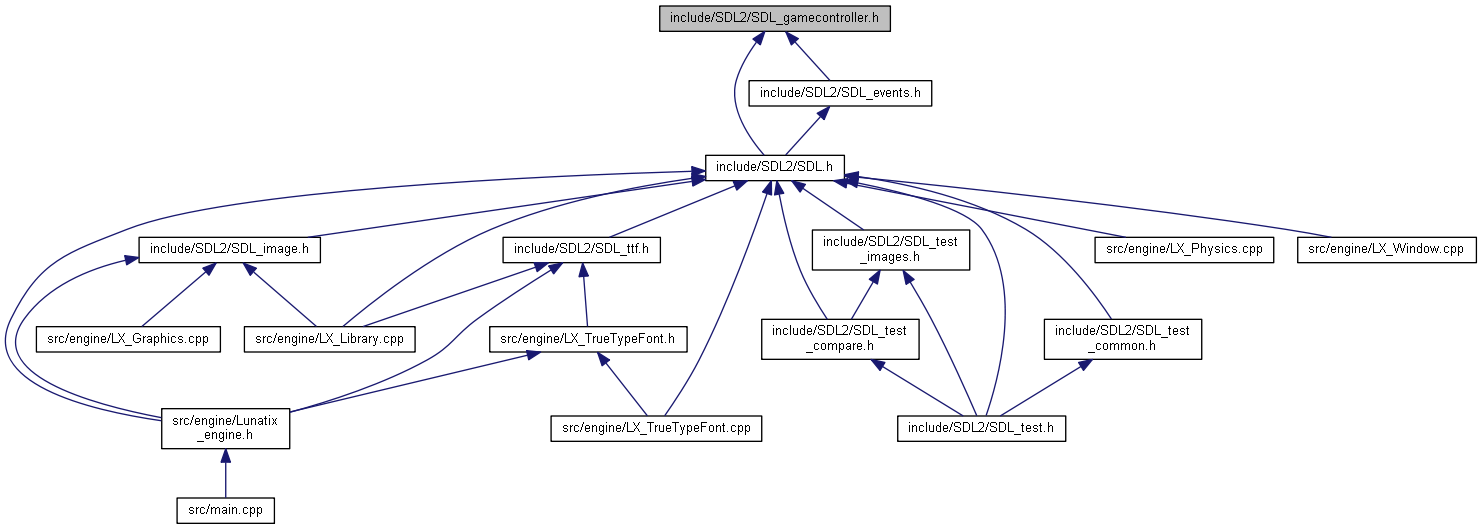 include/SDL2/SDL_gamecontroller.h
include/SDL2/SDL_events.h
include/SDL2/SDL.h
include/SDL2/SDL_image.h
include/SDL2/SDL_ttf.h
include/SDL2/SDL_test
_images.h
src/engine/LX_Physics.cpp
src/engine/LX_Window.cpp
src/engine/LX_Graphics.cpp
src/engine/LX_Library.cpp
src/engine/LX_TrueTypeFont.h
include/SDL2/SDL_test
_compare.h
include/SDL2/SDL_test
_common.h
src/engine/Lunatix
_engine.h
src/engine/LX_TrueTypeFont.cpp
include/SDL2/SDL_test.h
src/main.cpp